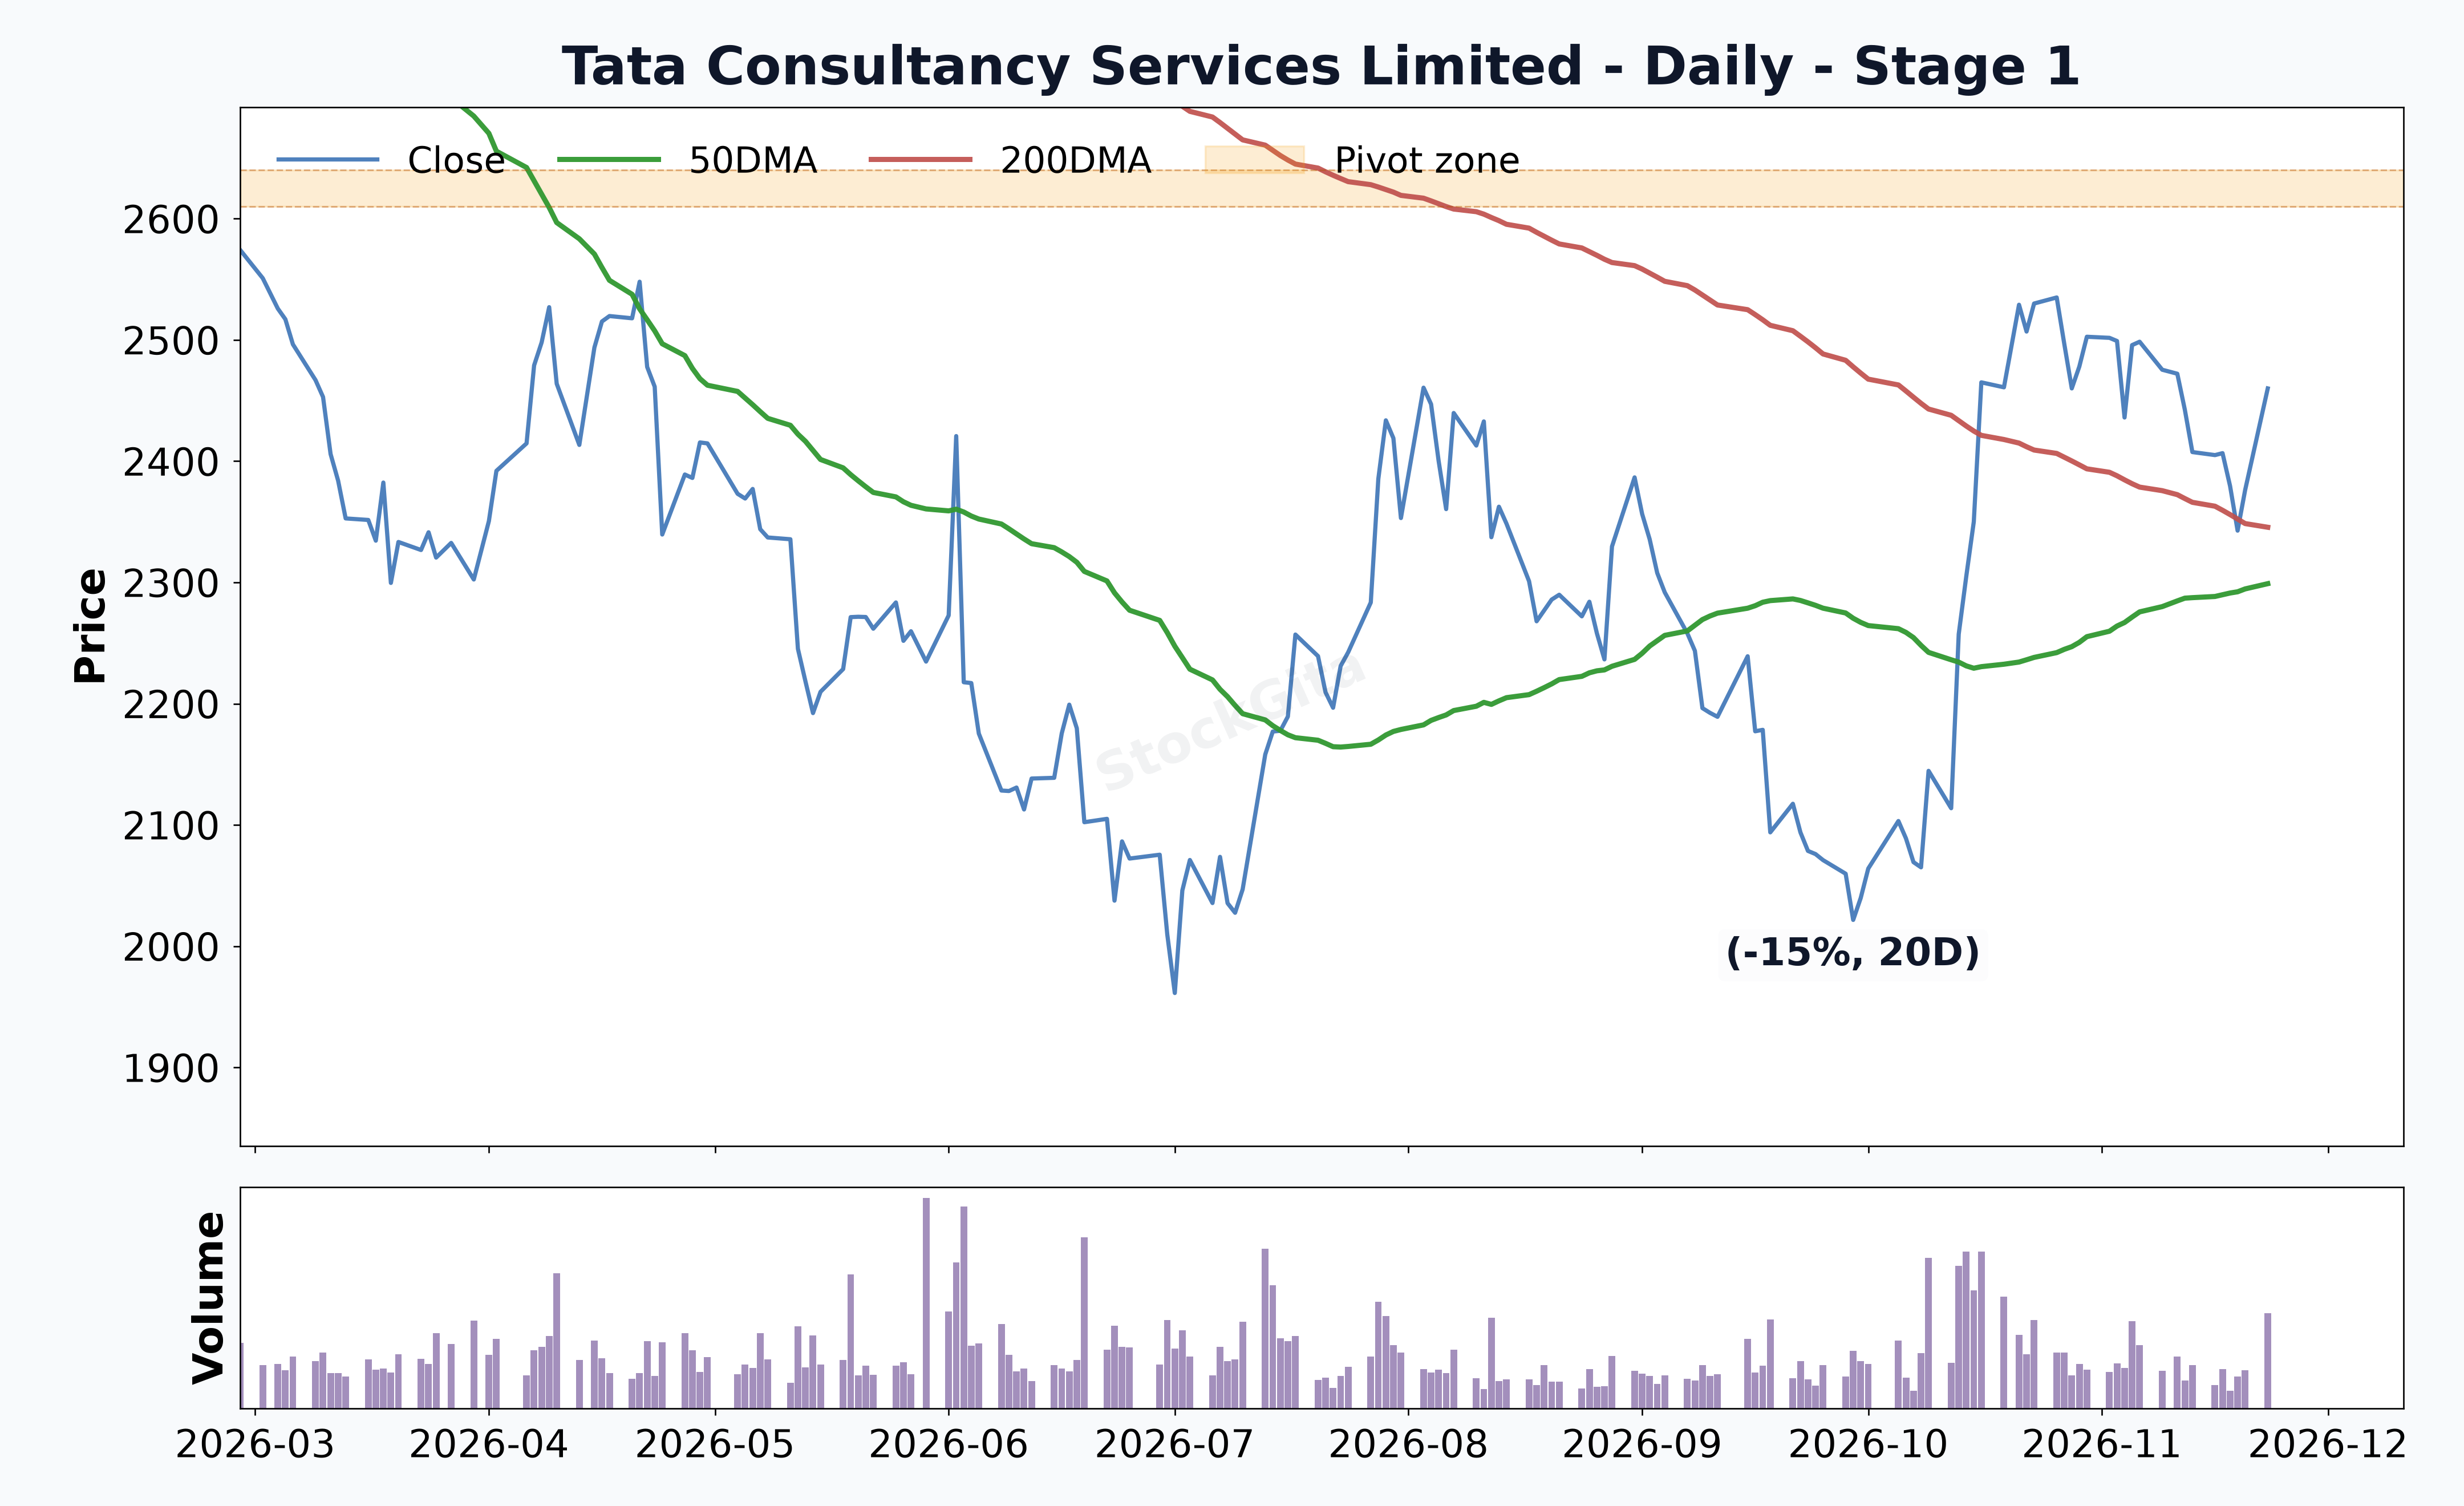 Tata Consultancy Services Limited - Daily - Stage 1
Close 50DMA 200DMA Pivot zone
2600
2500
2400
2300
2200
2100
2000
1900
Price
StockGita
(-15%, 20D)
Volume
2026-03 2026-04 2026-05 2026-06 2026-07 2026-08 2026-09 2026-10 2026-11 2026-12